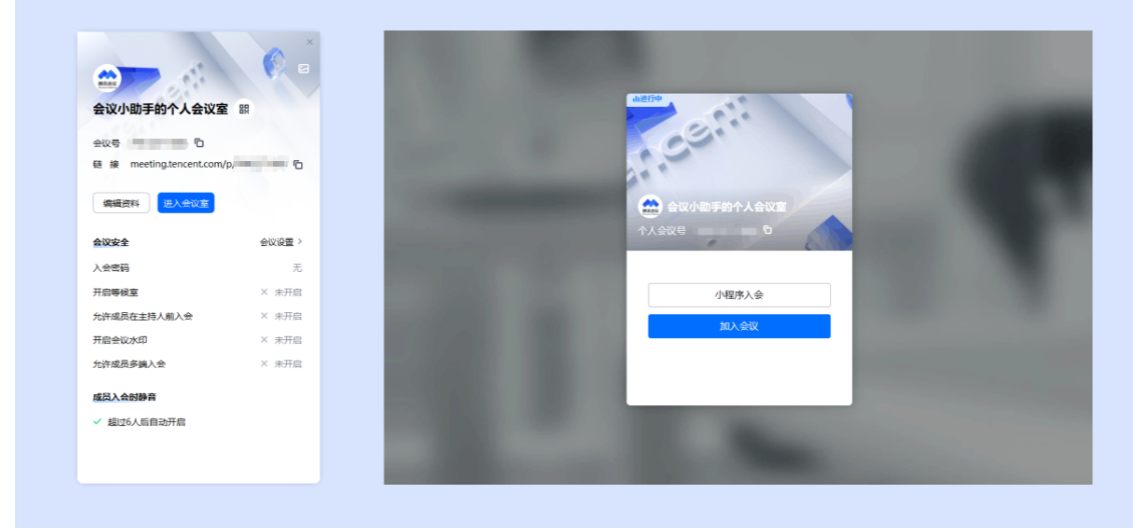 会议小助手的个人会议室
会议号
链 接 meeting.tencent.com/p/
编辑资料 进入会议室
会议安全 会议设置 >
入会密码 无
开启等候室 × 未开启
允许成员在主持人前入会 × 未开启
开启会议水印 × 未开启
允许成员多端入会 × 未开启
成员入会时静音
✓ 超过6人后自动开启
进行中
会议小助手的个人会议室
个人会议号
小程序入会
加入会议